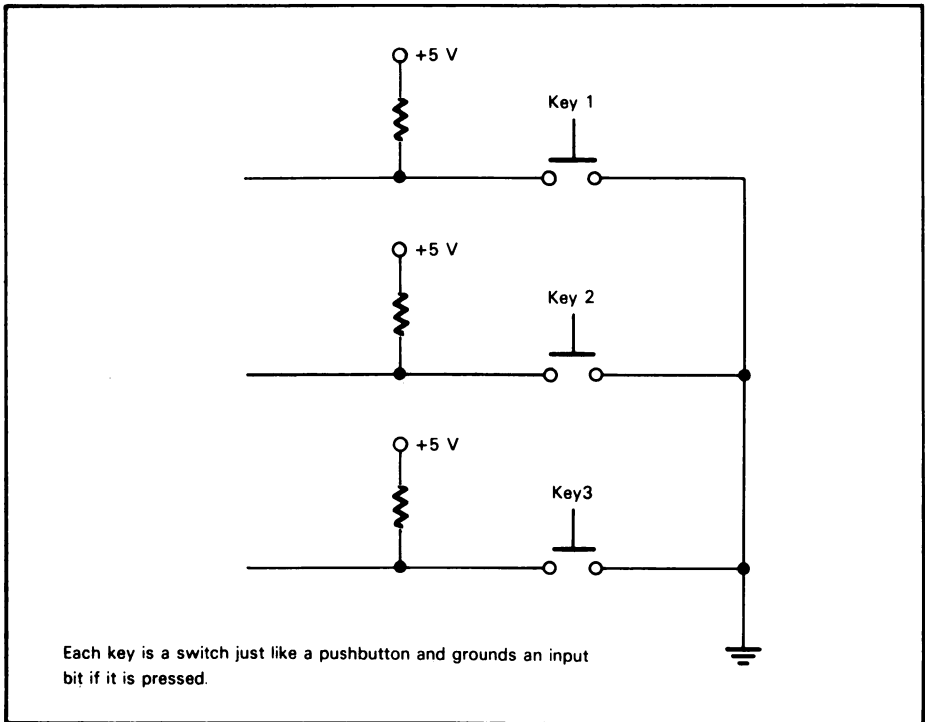 +5 V
Key 1
+5 V
Key 2
+5 V
Key3
Each key is a switch just like a pushbutton and grounds an input
bit if it is pressed.